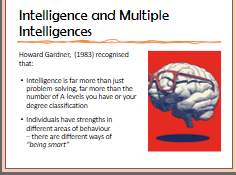 Intelligence and Multiple
Intelligences
Howard Gardner, (1983) recognised
that:
• Intelligence is far more than just
problem-solving, far more than the
number of A levels you have or your
degree classification
• Individuals have strengths in
different areas of behaviour
– there are different ways of
"being smart"